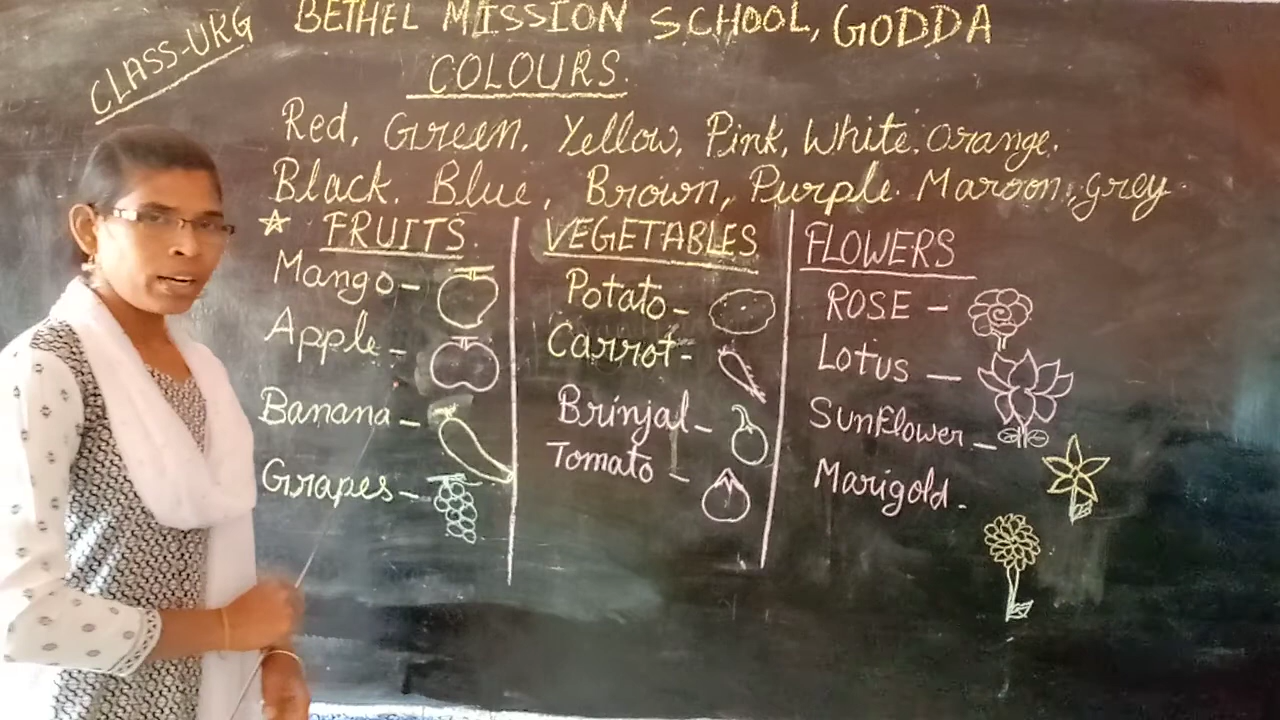 CLASS-UKG
BETHEL MISSION SCHOOL, GODDA
COLOURS.
Red, Green, Yellow, Pink, White, Orange.
Black. Blue, Brown, Purple. Maroon, grey
FRUITS.
Mango-
Apple-
Banana-
Grapes-
VEGETABLES
Potato-
Carrot-
Brinjal-
Tomato-
FLOWERS
ROSE -
Lotus -
SunFlower-
Marigold.